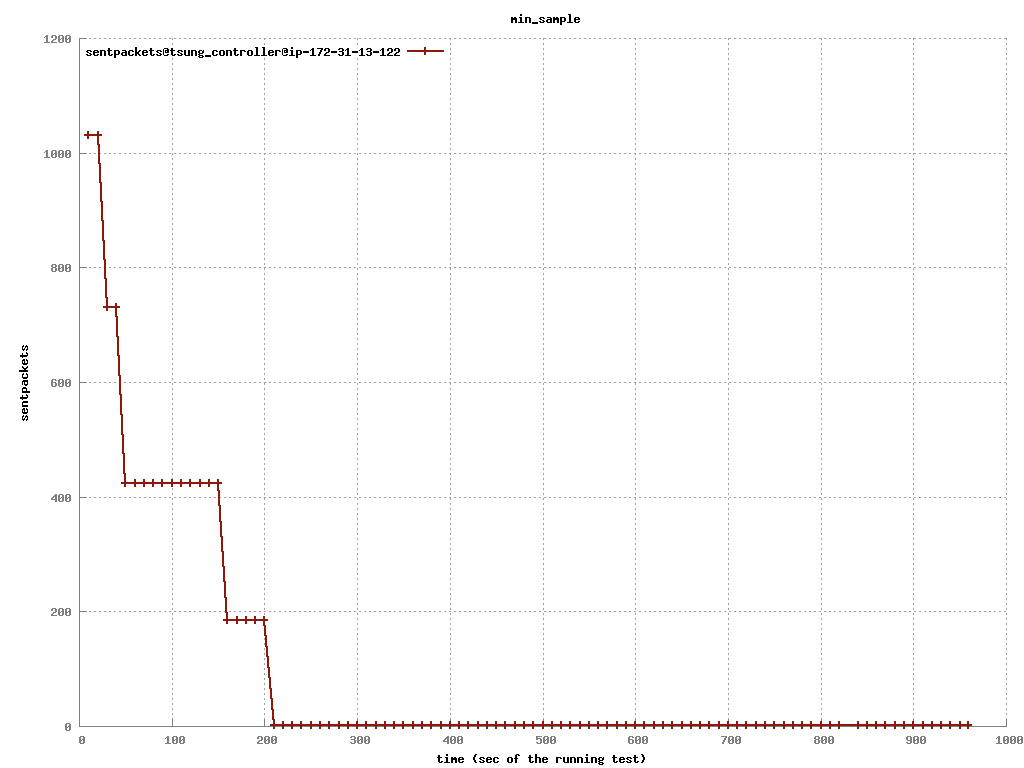 min_sample
1200
sentpackets@tsung_controller@ip-172-31-13-122
1000
800
600
sentpackets
400
200
0
0 100 200 300 400 500 600 700 800 900 1000
time (sec of the running test)